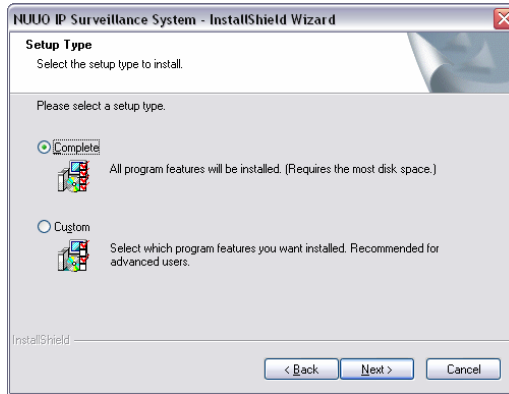 NUUO IP Surveillance System - InstallShield Wizard
Setup Type
Select the setup type to install.
Please select a setup type.
Complete
All program features will be installed. (Requires the most disk space.)
Custom
Select which program features you want installed. Recommended for
advanced users.
InstallShield
< Back
Next >
Cancel